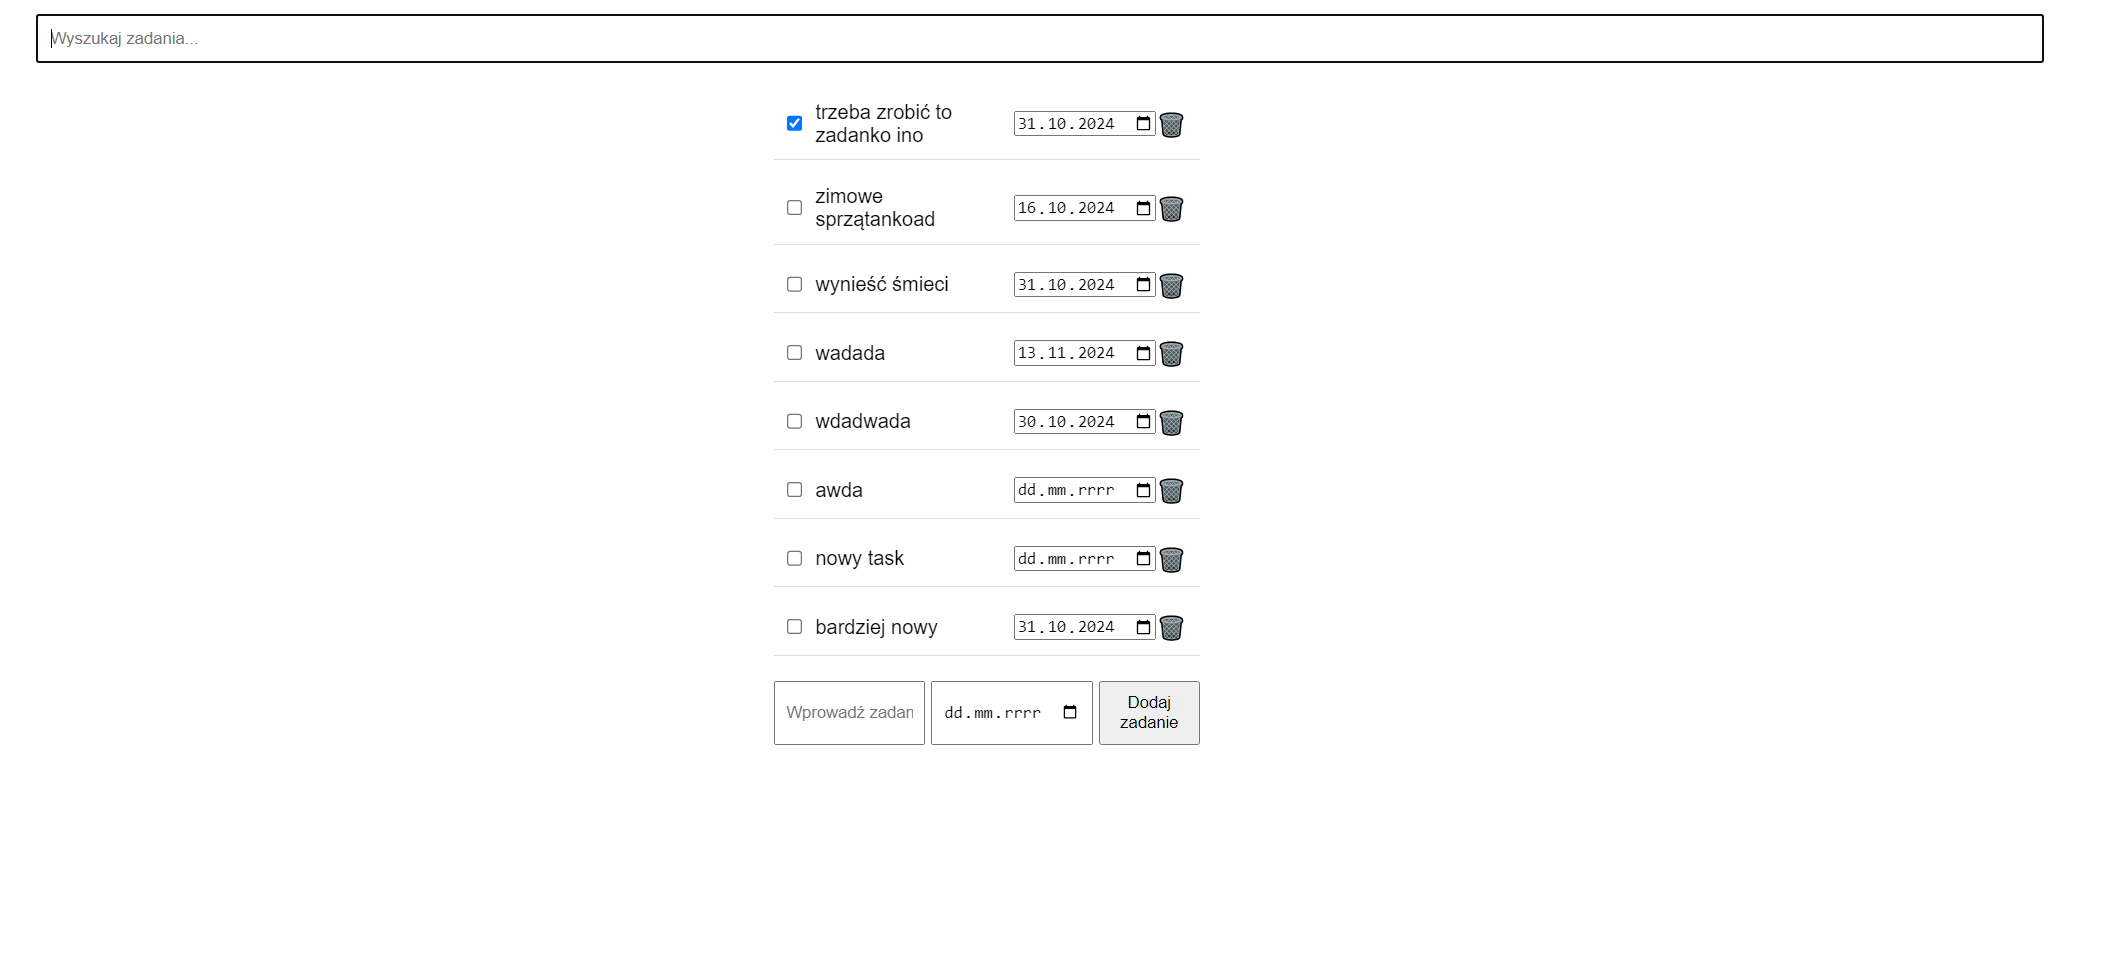 Wyszukaj zadania...
trzeba zrobić to
zadanko ino
31.10.2024
zimowe
sprzątankoad
16.10.2024
wynieść śmieci
31.10.2024
wadada
13.11.2024
wdadwada
30.10.2024
awda
dd.mm.rrrr
nowy task
dd.mm.rrrr
bardziej nowy
31.10.2024
Wprowadź zadan
dd.mm.rrrr
Dodaj
zadanie